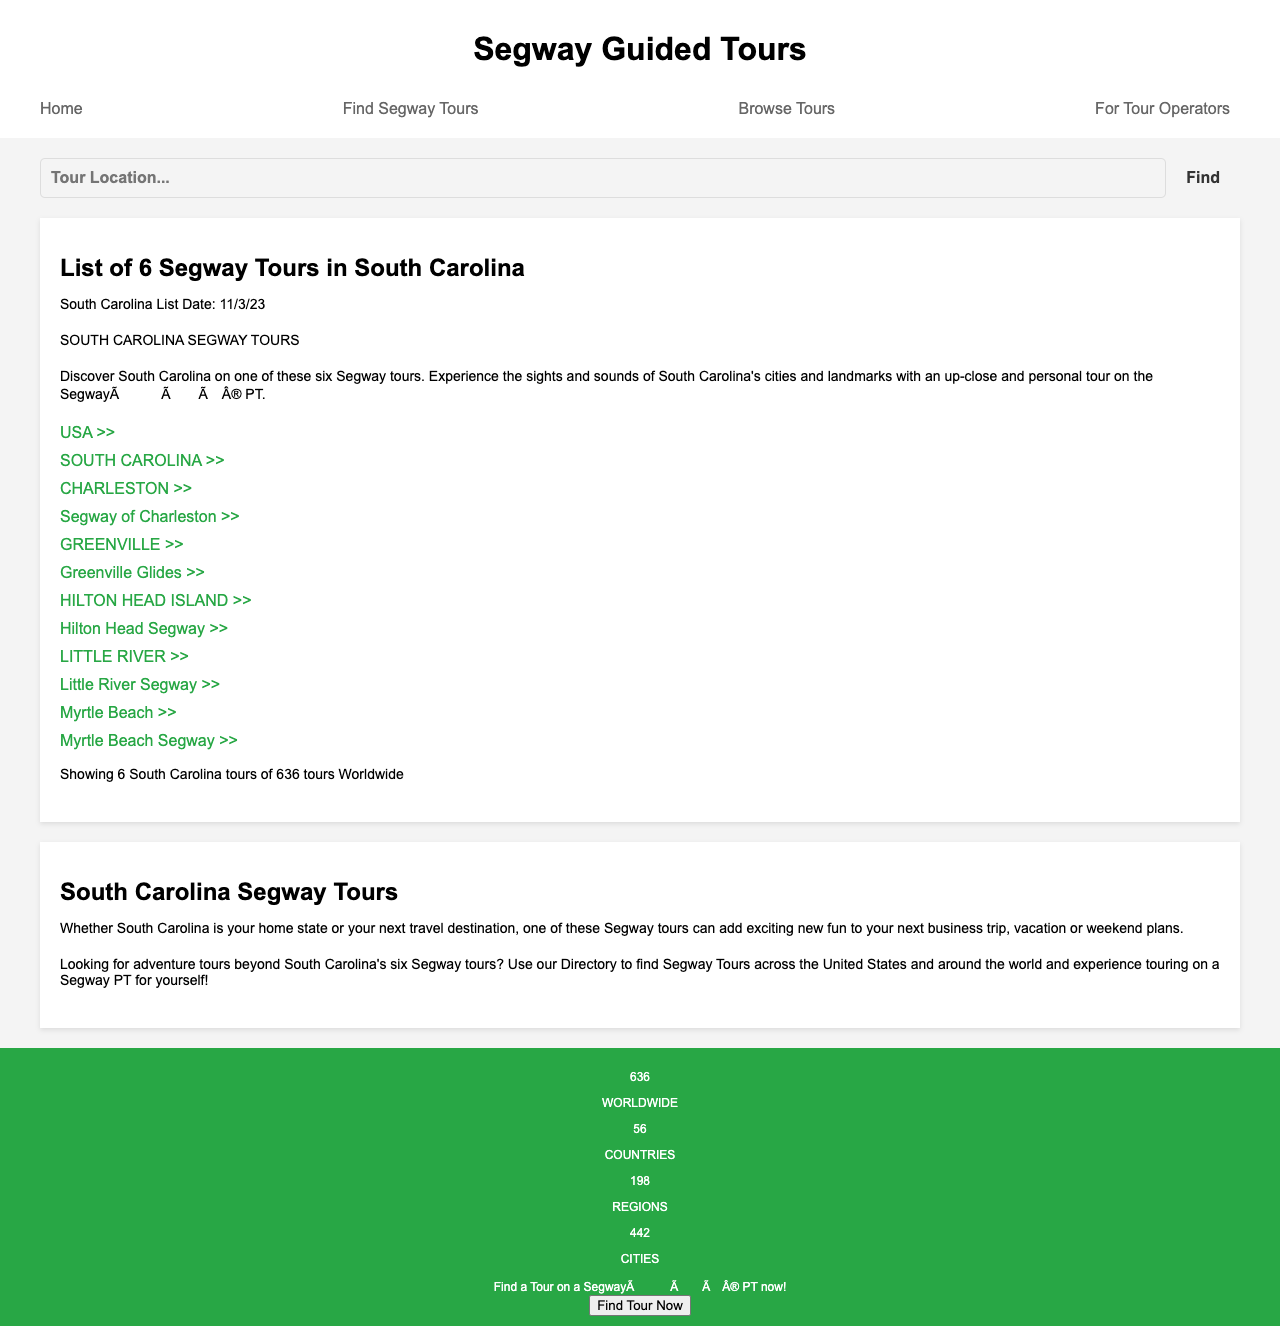 Segway Guided Tours
Home Find Segway Tours Browse Tours For Tour Operators
Tour Location... Find
List of 6 Segway Tours in South Carolina
South Carolina List Date: 11/3/23
SOUTH CAROLINA SEGWAY TOURS
Discover South Carolina on one of these six Segway tours. Experience the sights and sounds of South Carolina's cities and landmarks with an up-close and personal tour on the
SegwayÃ Ã Ã Â® PT.
USA >>
SOUTH CAROLINA >>
CHARLESTON >>
Segway of Charleston >>
GREENVILLE >>
Greenville Glides >>
HILTON HEAD ISLAND >>
Hilton Head Segway >>
LITTLE RIVER >>
Little River Segway >>
Myrtle Beach >>
Myrtle Beach Segway >>
Showing 6 South Carolina tours of 636 tours Worldwide
South Carolina Segway Tours
Whether South Carolina is your home state or your next travel destination, one of these Segway tours can add exciting new fun to your next business trip, vacation or weekend plans.
Looking for adventure tours beyond South Carolina's six Segway tours? Use our Directory to find Segway Tours across the United States and around the world and experience touring on a
Segway PT for yourself!
636
WORLDWIDE
56
COUNTRIES
198
REGIONS
442
CITIES
Find a Tour on a SegwayÃ Ã Ã Â® PT now!
Find Tour Now